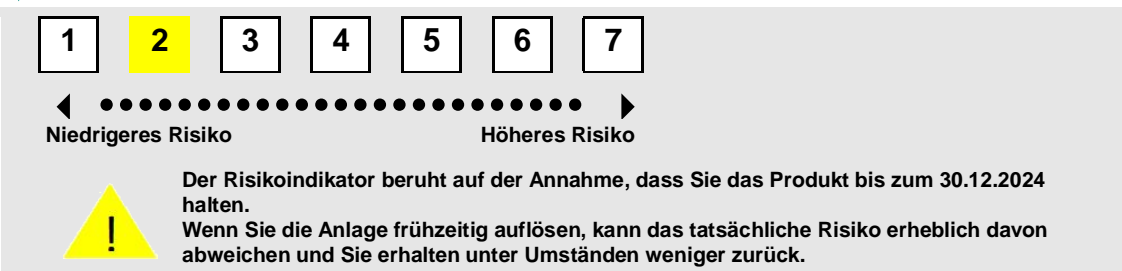 1 2 3 4 5 6 7
Niedrigeres Risiko Höheres Risiko
Der Risikoindikator beruht auf der Annahme, dass Sie das Produkt bis zum 30.12.2024
halten.
Wenn Sie die Anlage frühzeitig auflösen, kann das tatsächliche Risiko erheblich davon
! abweichen und Sie erhalten unter Umständen weniger zurück.